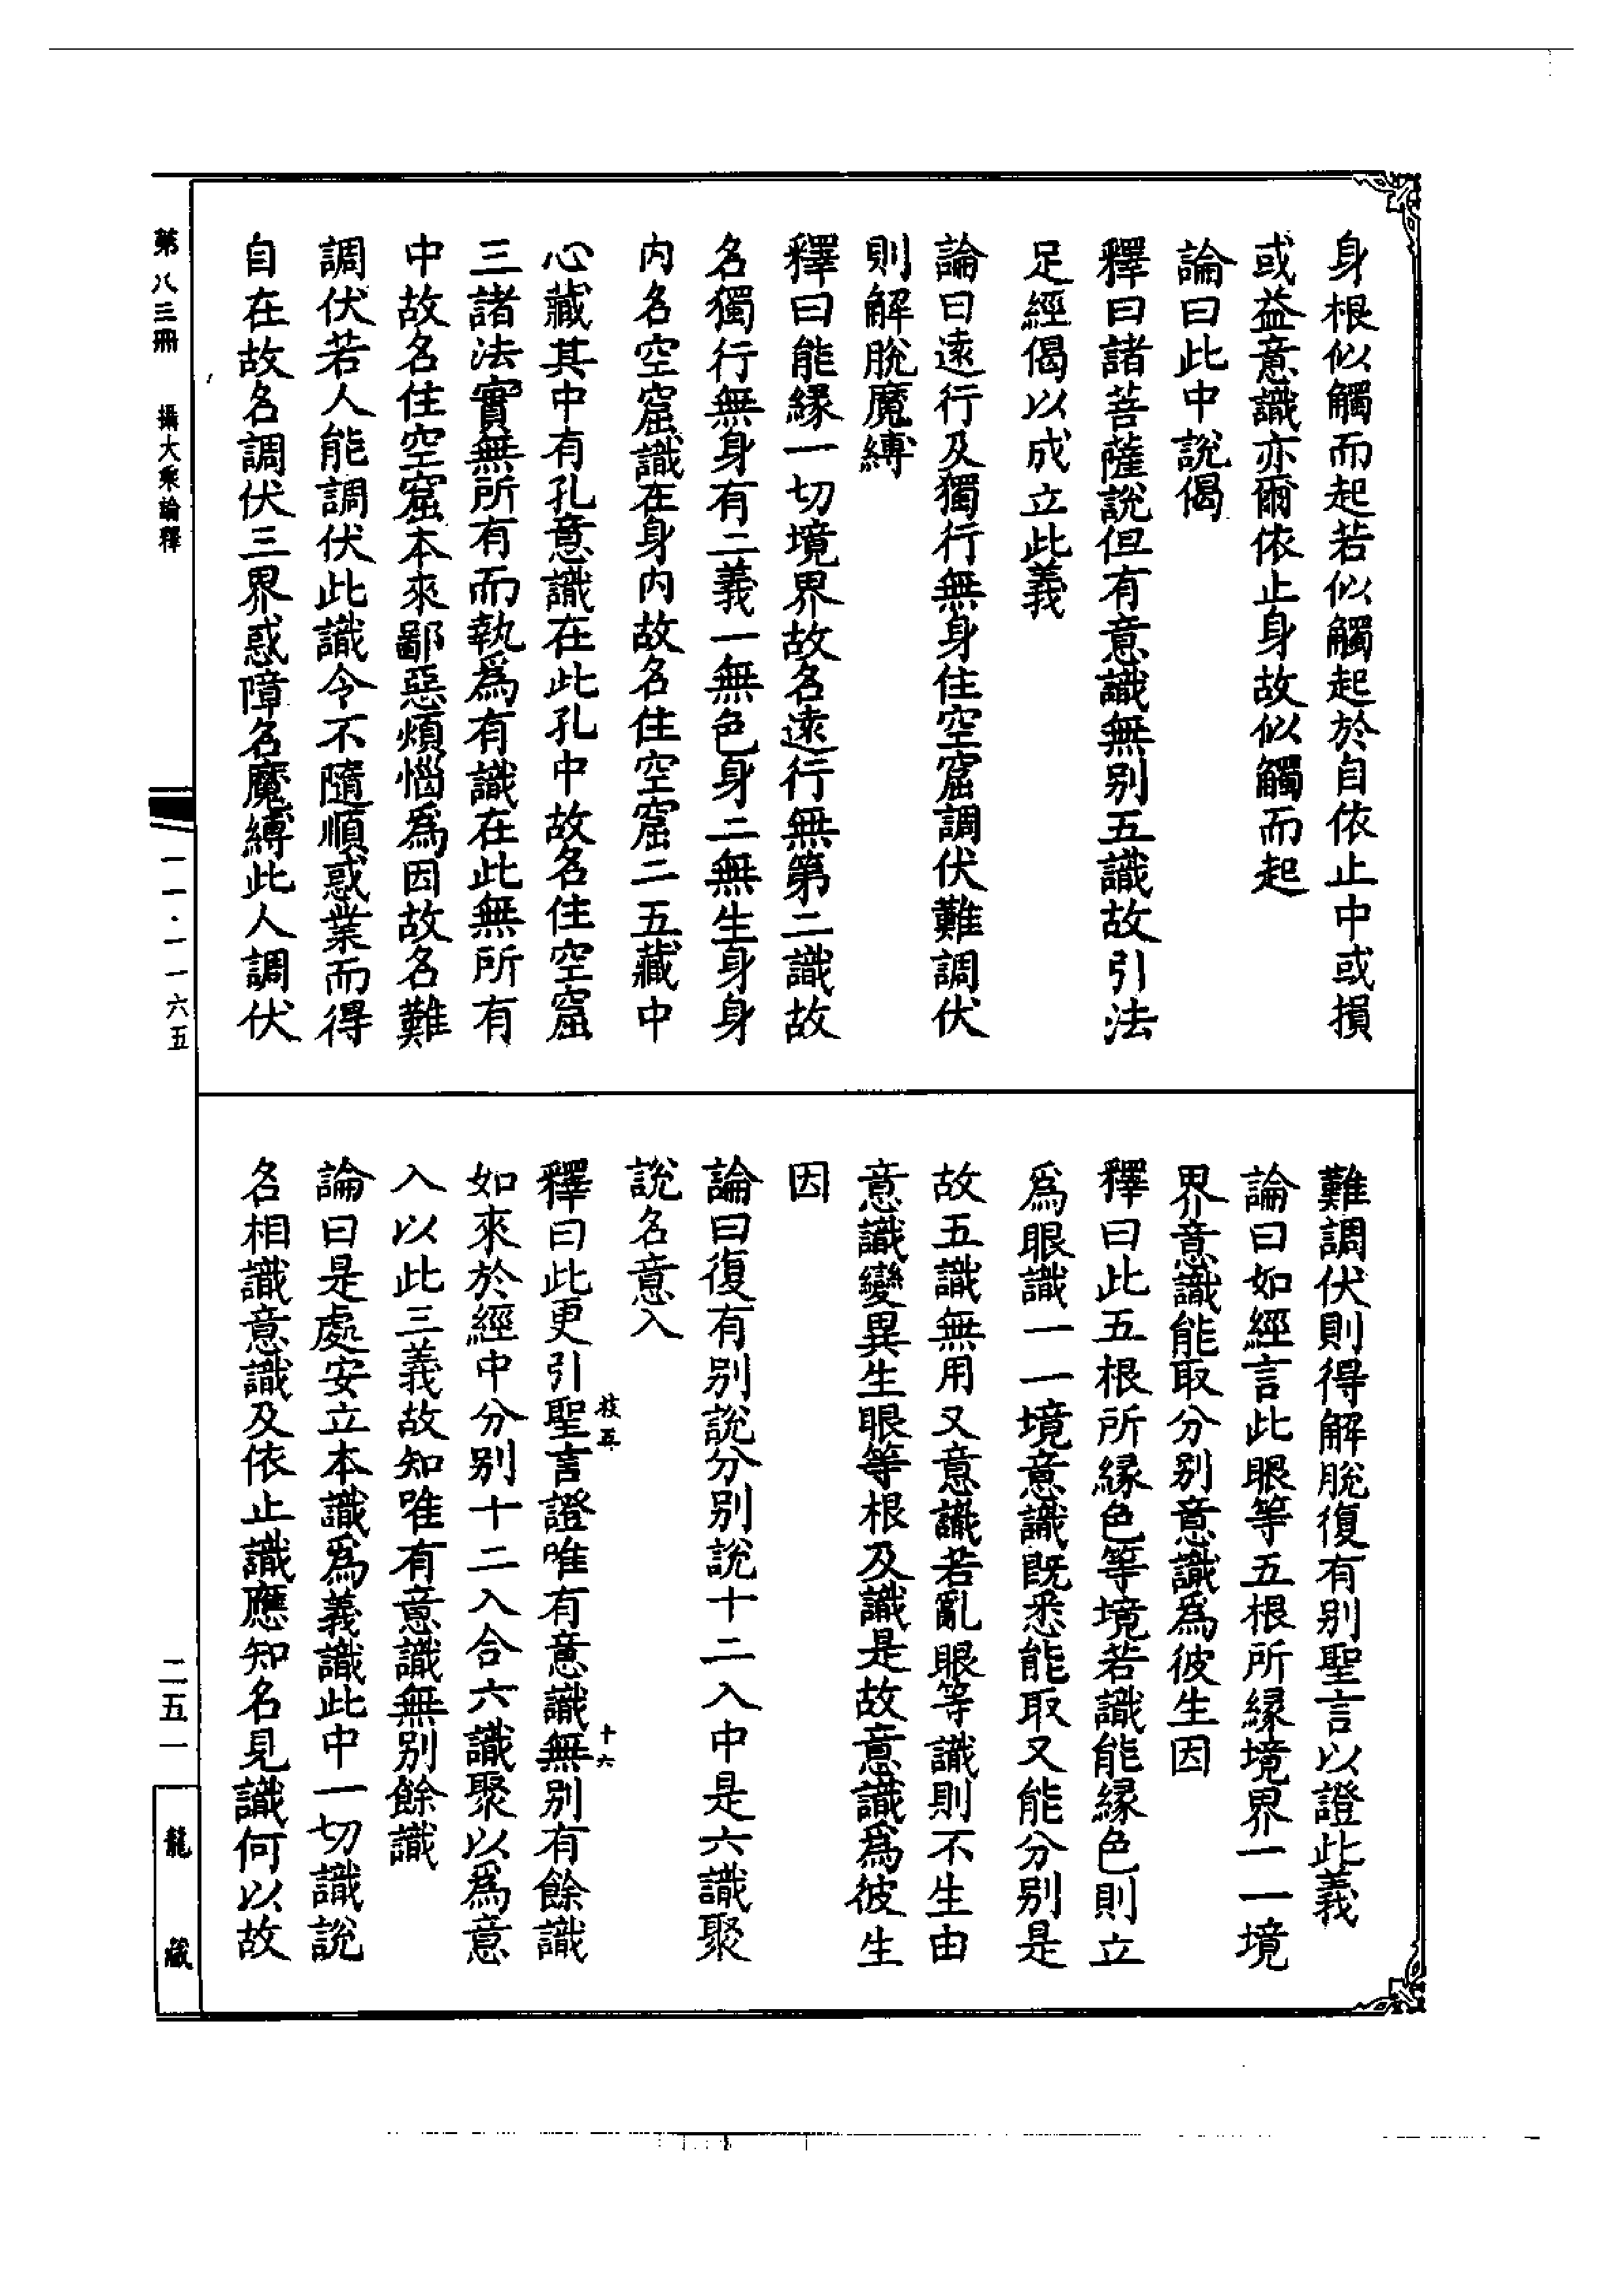 身根似觸而起若似觸起於自依止中或損
或益意識亦爾依止身故似觸而起
論曰此中說偈
釋曰諸菩薩說但有意識無別五識故引法
足經偈以成立此義
論曰遠行及獨行無身住空窟調伏難調伏
則解脫魔縛
釋曰能緣一切境界故名遠行無第二識故
名獨行無身有二義一無色身二無生身身
內名空窟識在身內故名住空窟二五藏中
心藏其中有孔意識在此孔中故名住空窟
三諸法實無所有而執為有識在此無所有
中故名住空窟本來鄙惡煩惱為因故名難
調伏若人能調伏此識令不隨順惑業而得
自在故名調伏三界惑障名魔縛此人調伏
難調伏則得解脫復有別聖言以證此義
論曰如經言此眼等五根所緣境界一一境
界意識能取分別意識為彼生因
釋曰此五根所緣色等境若識能緣色則立
為眼識一一境意識既悉能取又能分別是
故五識無用又意識若亂眼等識則不生由
意識變異生眼等根及識是故意識為彼生
因
論曰復有別說分別說十二入中是六識聚
說名意入
釋曰此更引聖言證唯有意識無別有餘識
枝五
十六
如來於經中分別十二入合六識聚以為意
入以此三義故知唯有意識無別餘識
論曰是處安立本識為義識此中一切識說
名相識意識及依止識應知名見識何以故
第八三冊
攝大乘論釋
一一·一一六五
二五一
龍藏